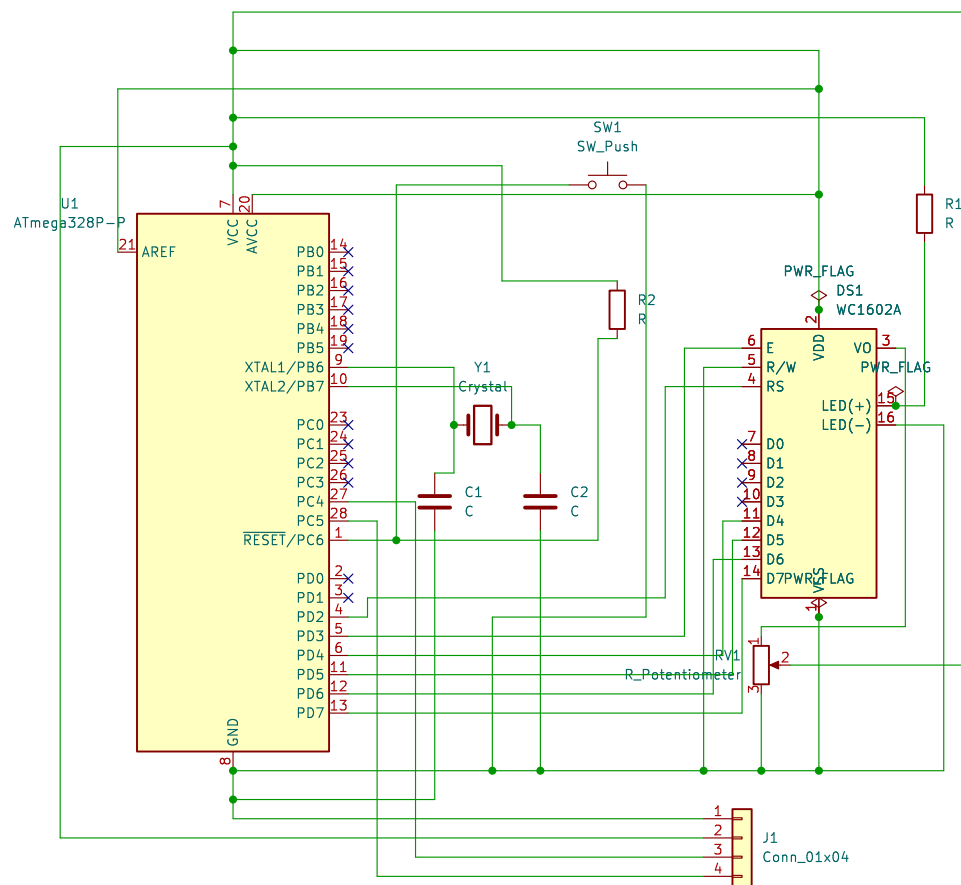 SW1
SW_Push
U1
ATmega328P-P
7
20
VCC
AVCC
21
AREF
R1
R
PWR_FLAG
DS1
WC1602A
R2
R
14
PB0
15
PB1
16
PB2
17
PB3
18
PB4
19
PB5
9
XTAL1/PB6
10
XTAL2/PB7
23
PC0
24
PC1
25
PC2
26
PC3
27
PC4
28
PC5
1
RESET/PC6
2
PD0
3
PD1
4
PD2
5
PD3
6
PD4
11
PD5
12
PD6
13
PD7
GND
8
Y1
Crystal
C1
C
C2
C
2
VDD
6
E
5
R/W
4
RS
7
D0
8
D1
9
D2
10
D3
11
D4
12
D5
13
D6
14
D7
PWR_FLAG
VSS
1
VO
3
PWR_FLAG
LED(+)
15
LED(-)
16
RV1
R_Potentiometer
1
2
3
1
2
3
4
J1
Conn_01x04